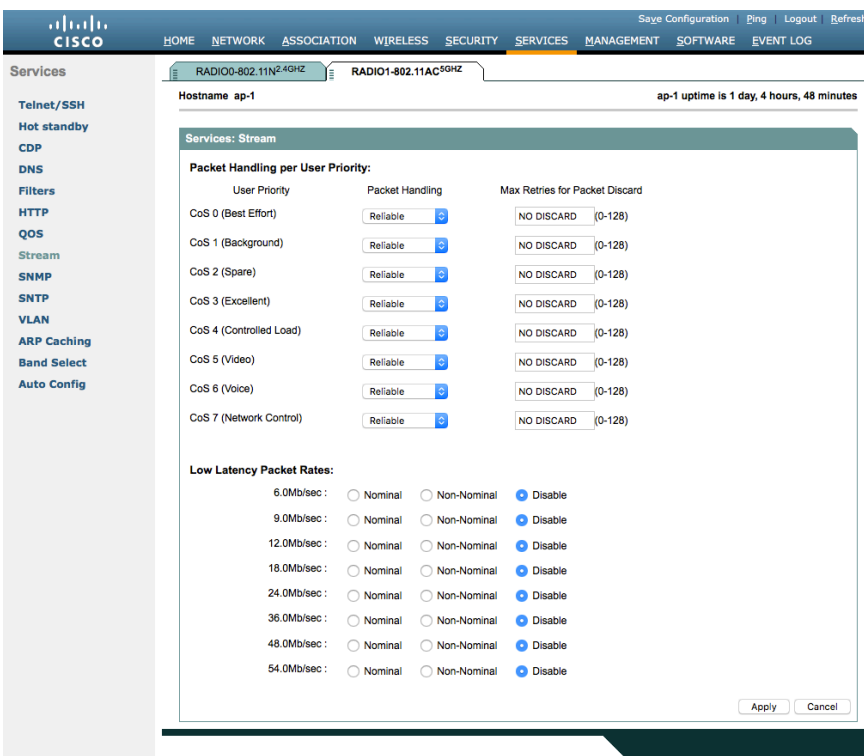 Save Configuration | Ping | Logout | Refresh
CISCO
HOME NETWORK ASSOCIATION WIRELESS SECURITY SERVICES MANAGEMENT SOFTWARE EVENT LOG
Services
RADIO0-802.11N2.4GHZ RADIO1-802.11AC5GHZ
Hostname ap-1 ap-1 uptime is 1 day, 4 hours, 48 minutes
Telnet/SSH
Hot standby
CDP
DNS
Filters
HTTP
QOS
Stream
SNMP
SNTP
VLAN
ARP Caching
Band Select
Auto Config
Services: Stream
Packet Handling per User Priority:
User Priority Packet Handling Max Retries for Packet Discard
CoS 0 (Best Effort) Reliable NO DISCARD (0-128)
CoS 1 (Background) Reliable NO DISCARD (0-128)
CoS 2 (Spare) Reliable NO DISCARD (0-128)
CoS 3 (Excellent) Reliable NO DISCARD (0-128)
CoS 4 (Controlled Load) Reliable NO DISCARD (0-128)
CoS 5 (Video) Reliable NO DISCARD (0-128)
CoS 6 (Voice) Reliable NO DISCARD (0-128)
CoS 7 (Network Control) Reliable NO DISCARD (0-128)
Low Latency Packet Rates:
6.0Mb/sec : Nominal Non-Nominal Disable
9.0Mb/sec : Nominal Non-Nominal Disable
12.0Mb/sec : Nominal Non-Nominal Disable
18.0Mb/sec : Nominal Non-Nominal Disable
24.0Mb/sec : Nominal Non-Nominal Disable
36.0Mb/sec : Nominal Non-Nominal Disable
48.0Mb/sec : Nominal Non-Nominal Disable
54.0Mb/sec : Nominal Non-Nominal Disable
Apply Cancel